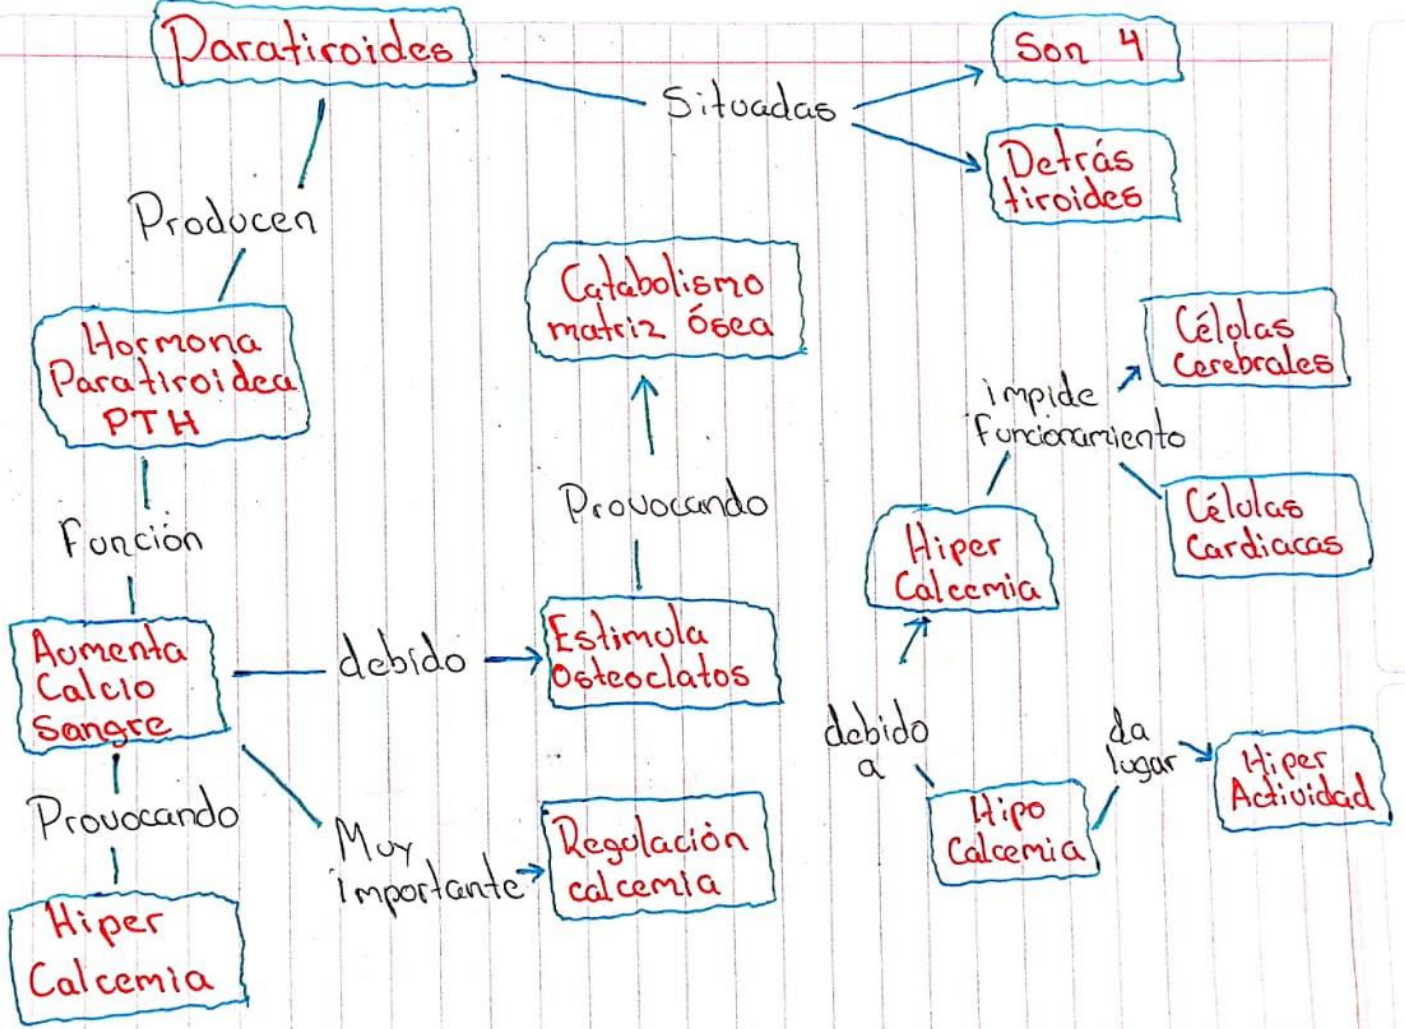 Paratiroides
Situadas
Son 4
Detrás
tiroides
Producen
Hormona
Paratiroidea
PTH
Función
Aumenta
Calcio
Sangre
Provocando
Hiper
Calcemia
debido
Estimula
Osteoclatos
Provocando
Catabolismo
matriz Ósea
Muy
importante
Regulación
calcemia
Hiper
Calcemia
impide
funcionamiento
Células
Cerebrales
Células
Cardiacas
debido
a
Hipo
Calcemia
da
lugar
Hiper
Actividad